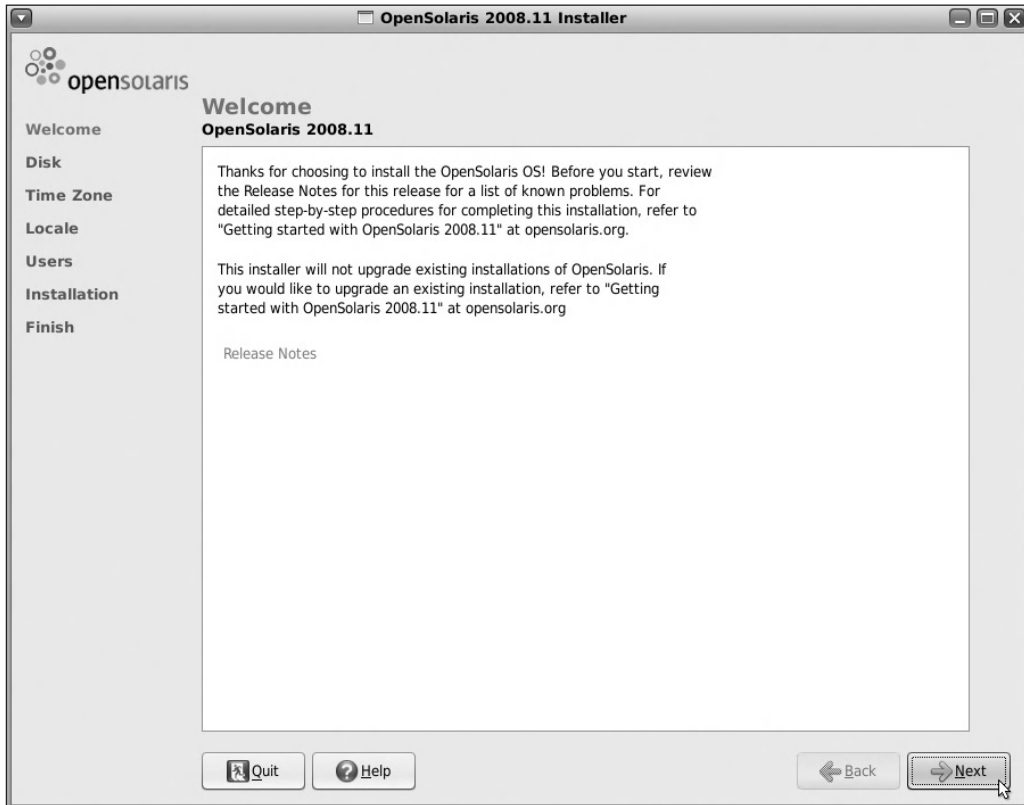 OpenSolaris 2008.11 Installer
opensolaris
Welcome
OpenSolaris 2008.11
Welcome
Disk
Time Zone
Locale
Users
Installation
Finish
Thanks for choosing to install the OpenSolaris OS! Before you start, review
the Release Notes for this release for a list of known problems. For
detailed step-by-step procedures for completing this installation, refer to
"Getting started with OpenSolaris 2008.11" at opensolaris.org.
This installer will not upgrade existing installations of OpenSolaris. If
you would like to upgrade an existing installation, refer to "Getting
started with OpenSolaris 2008.11" at opensolaris.org
Release Notes
Quit
Help
Back
Next